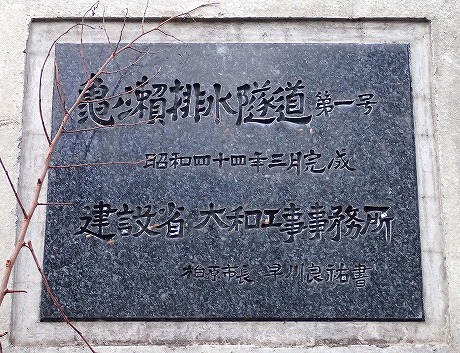 亀の瀬排水隧道 第一号
昭和四十四年三月完成
建設省 大和工事事務所
柏原市長 早川良祐書